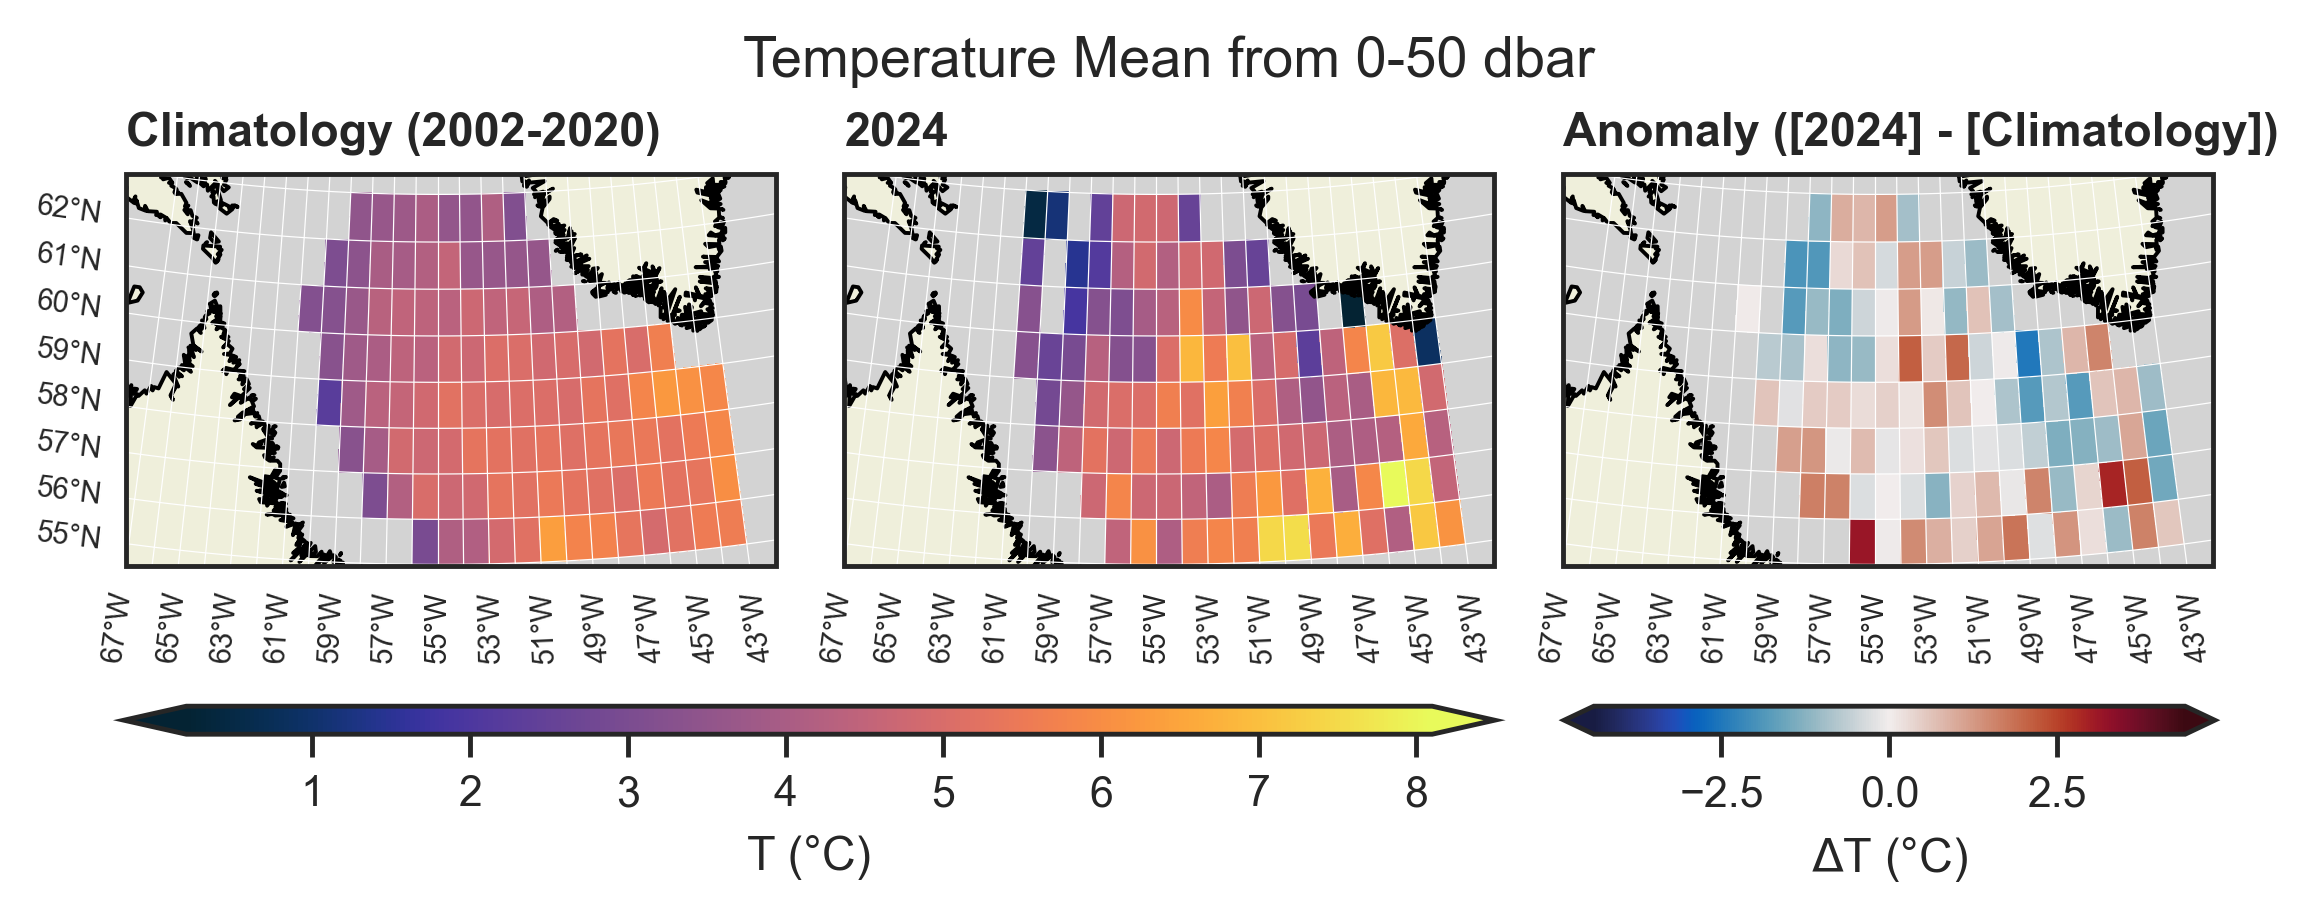 Temperature Mean from 0-50 dbar
Climatology (2002-2020)
2024
Anomaly ([2024] - [Climatology])
62°N
61°N
60°N
59°N
58°N
57°N
56°N
55°N
67°W 65°W 63°W 61°W 59°W 57°W 55°W 53°W 51°W 49°W 47°W 45°W 43°W
67°W 65°W 63°W 61°W 59°W 57°W 55°W 53°W 51°W 49°W 47°W 45°W 43°W
67°W 65°W 63°W 61°W 59°W 57°W 55°W 53°W 51°W 49°W 47°W 45°W 43°W
1 2 3 4 5 6 7 8
T (°C)
−2.5 0.0 2.5
ΔT (°C)